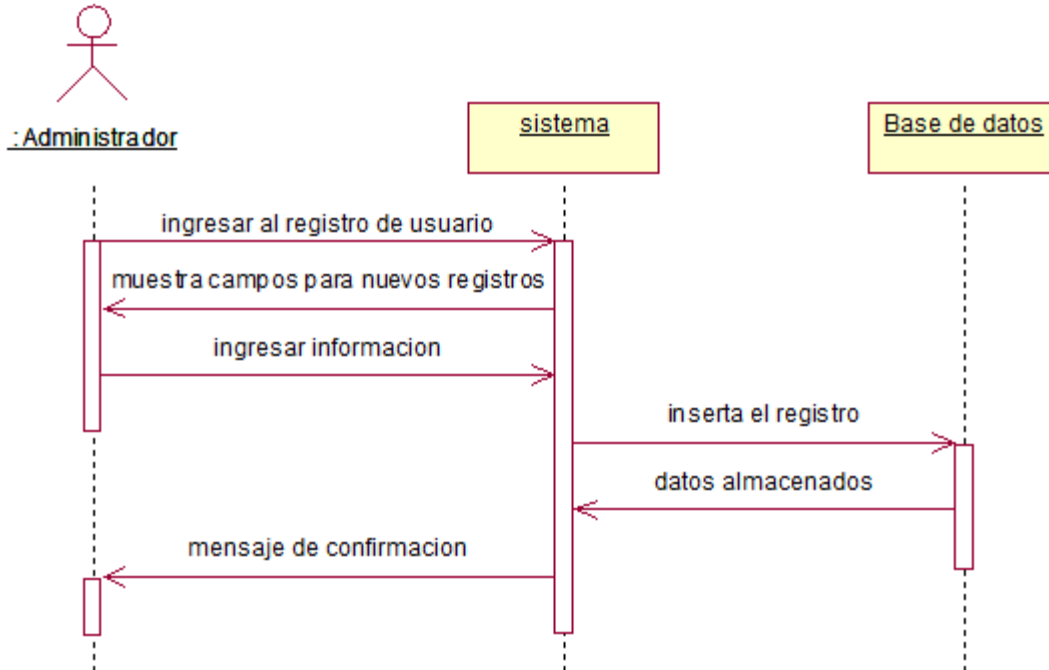 : Administrador
sistema
Base de datos
ingresar al registro de usuario
muestra campos para nuevos registros
ingresar informacion
inserta el registro
datos almacenados
mensaje de confirmacion